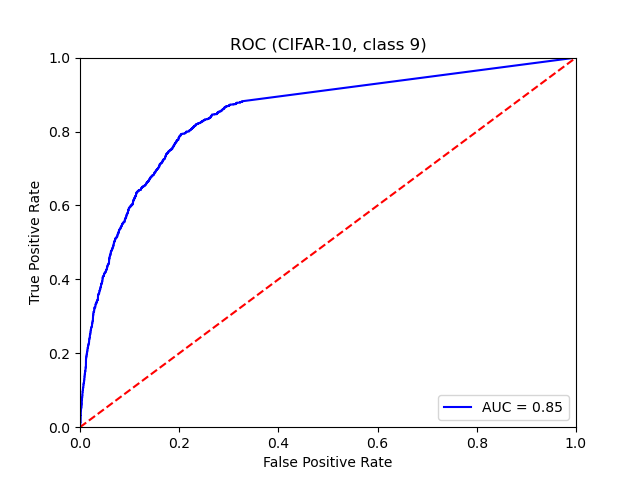 ROC (CIFAR-10, class 9)
True Positive Rate
1.0
0.8
0.6
0.4
0.2
0.0
0.0 0.2 0.4 0.6 0.8 1.0
False Positive Rate
AUC = 0.85